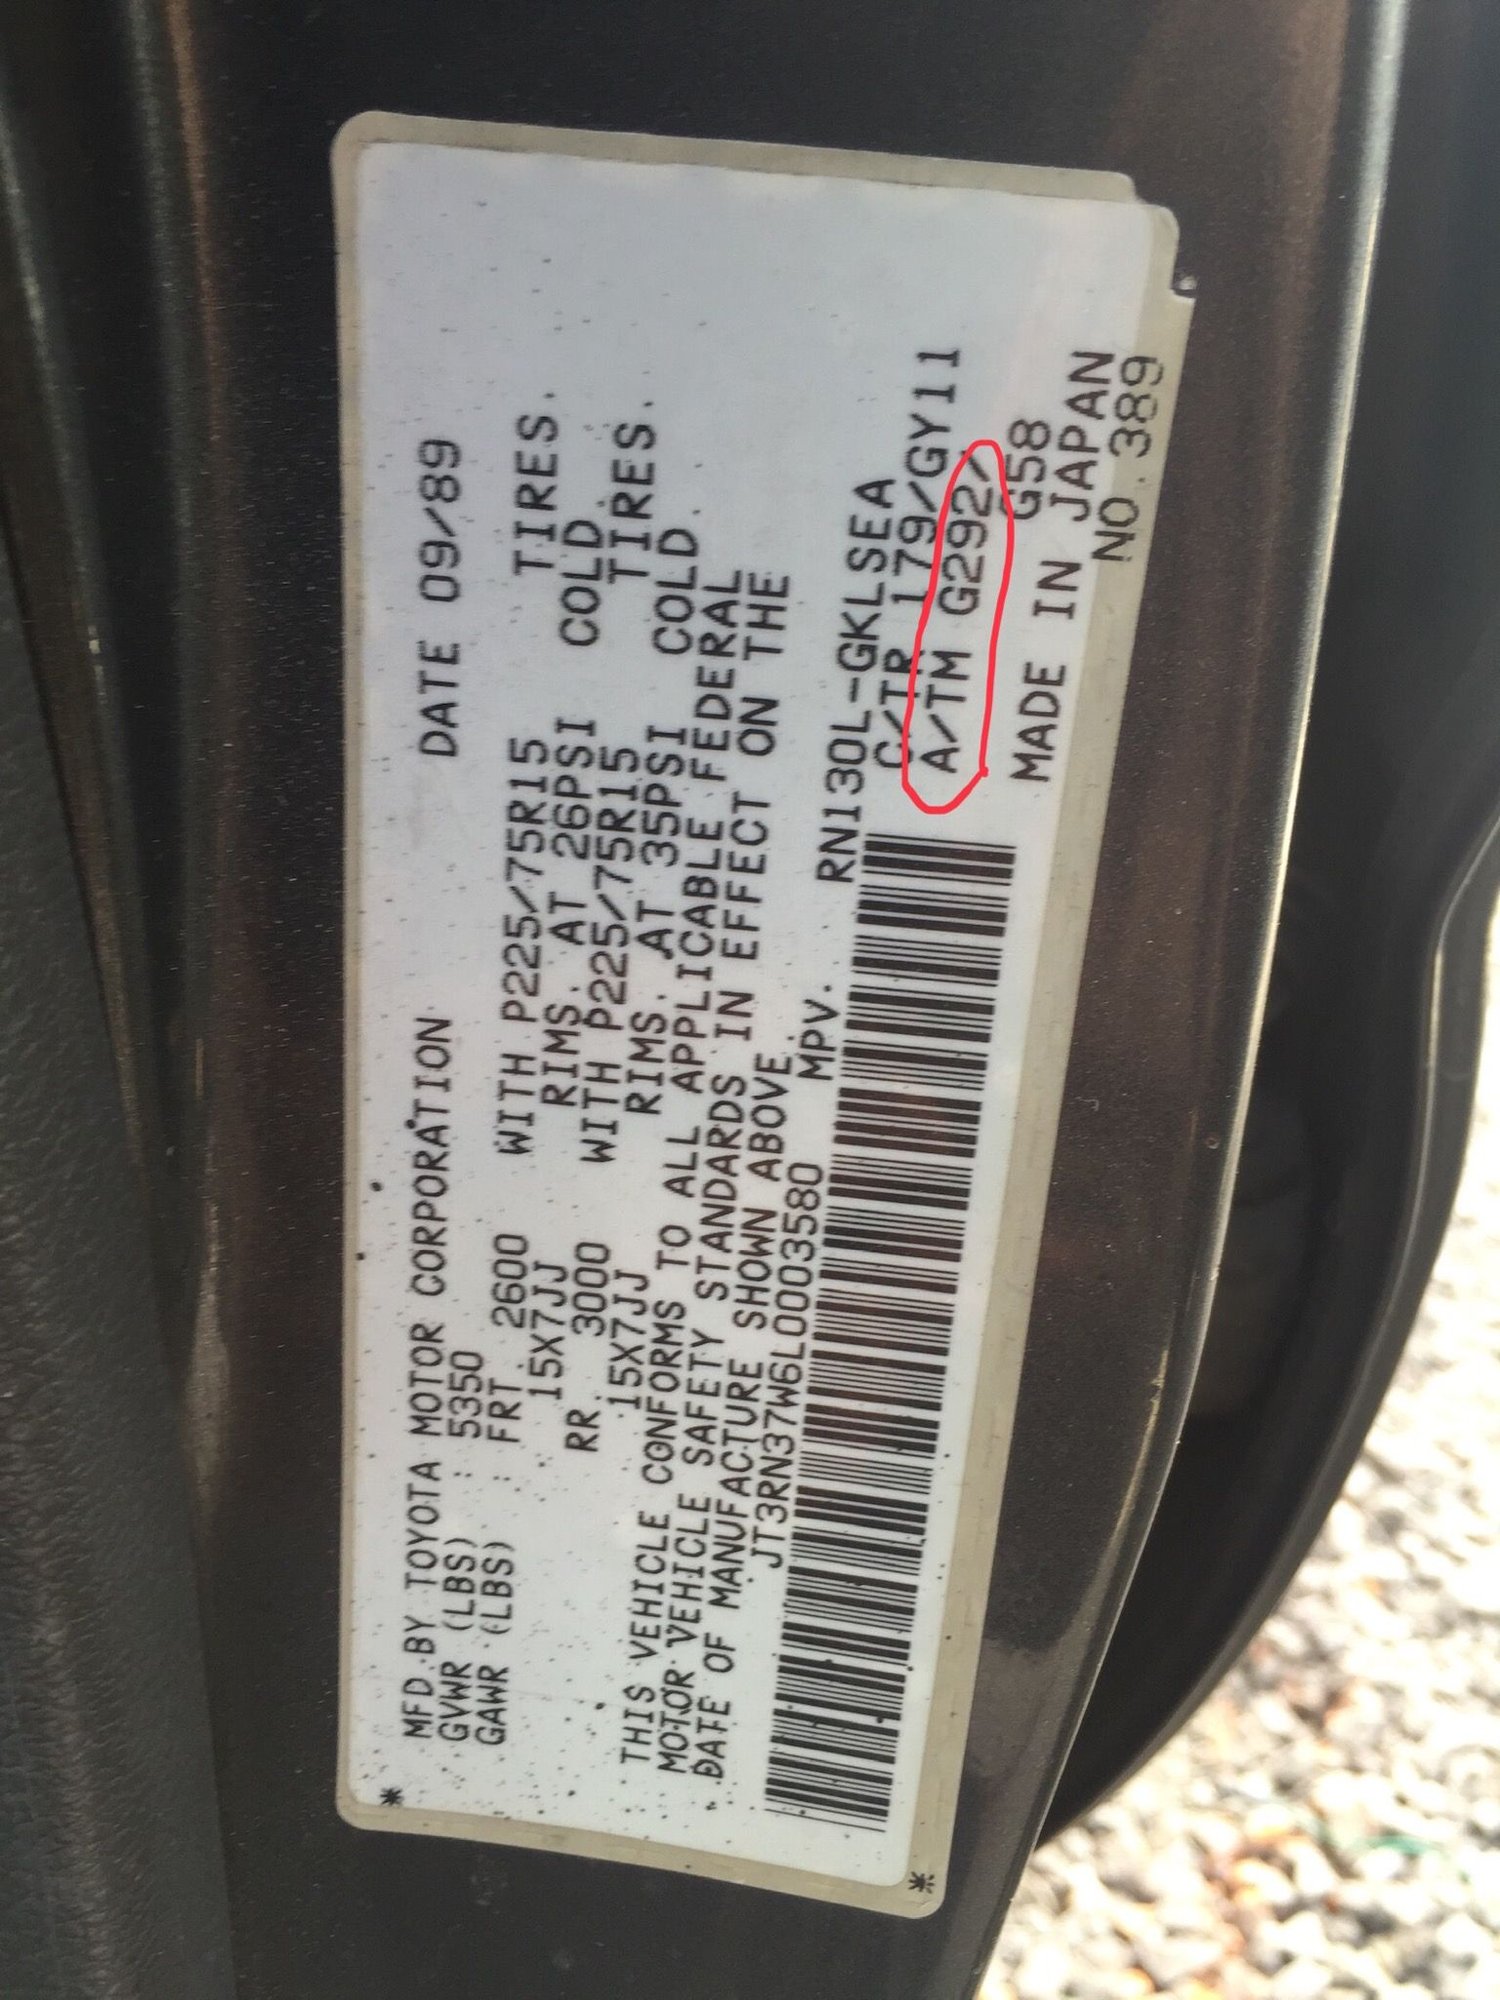 MFD.BY TOYOTA MOTOR CORPORATION DATE 09/89
GVWR (LBS) : 5350
GAWR (LBS) : FRT. 2600 WITH P225/75R15 TIRES.
15X7JJ RIMS. AT 26PSI COLD
RR. 3000 WITH P225/75R15 TIRES.
15X7JJ RIMS. AT 35PSI COLD.
THIS VEHICLE CONFORMS TO ALL APPLICABLE FEDERAL
MOTOR VEHICLE SAFETY STANDARDS IN EFFECT ON THE
DATE OF MANUFACTURE SHOWN ABOVE.
JT3RN37W6L0003580 MPV. RN130L-GKLSEA
C/TR 179/GY11
A/TM G292/
G58
MADE IN JAPAN
NO.389